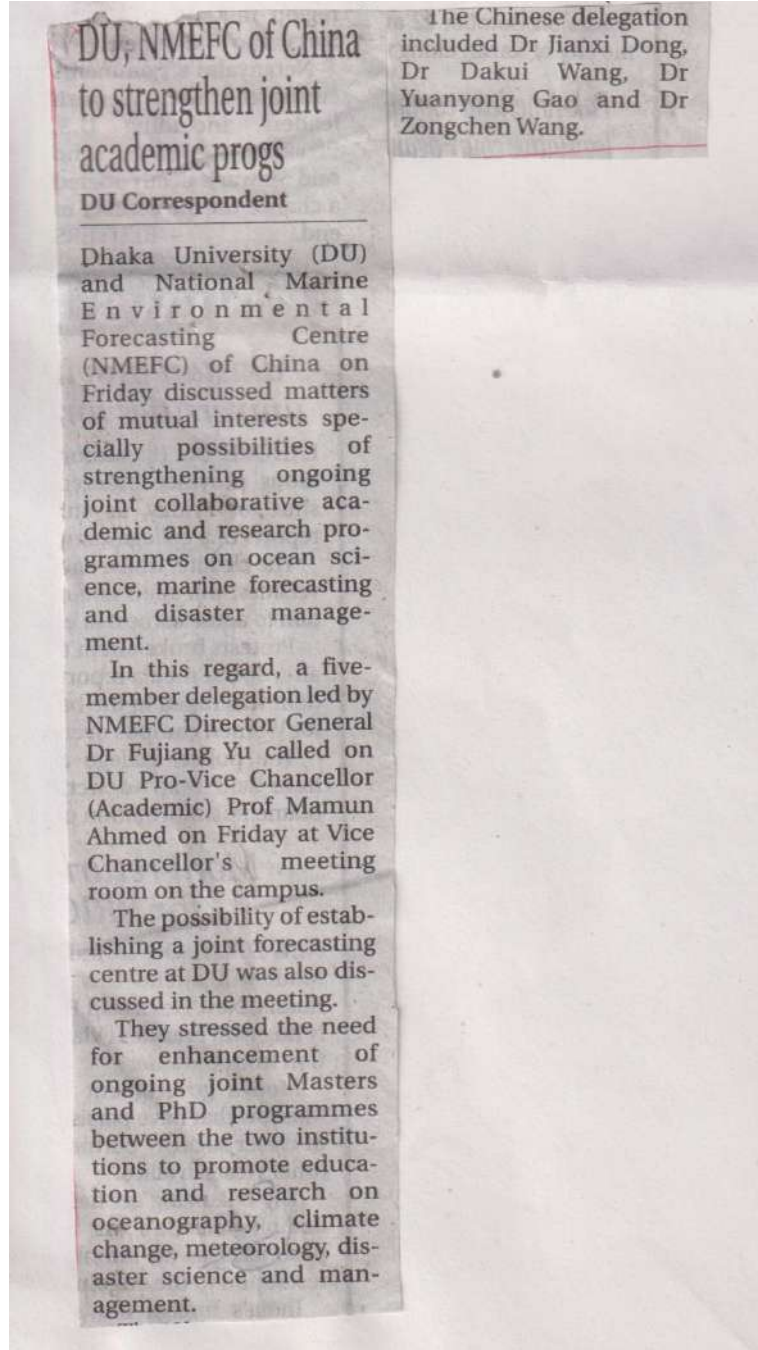 DU, NMEFC of China
to strengthen joint
academic progs
DU Correspondent
Dhaka University (DU)
and National Marine
Environmental
Forecasting Centre
(NMEFC) of China on
Friday discussed matters
of mutual interests spe-
cially possibilities of
strengthening ongoing
joint collaborative aca-
demic and research pro-
grammes on ocean sci-
ence, marine forecasting
and disaster manage-
ment.
In this regard, a five-
member delegation led by
NMEFC Director General
Dr Fujiang Yu called on
DU Pro-Vice Chancellor
(Academic) Prof Mamun
Ahmed on Friday at Vice
Chancellor's meeting
room on the campus.
The possibility of estab-
lishing a joint forecasting
centre at DU was also dis-
cussed in the meeting.
They stressed the need
for enhancement of
ongoing joint Masters
and PhD programmes
between the two institu-
tions to promote educa-
tion and research on
oceanography, climate
change, meteorology, dis-
aster science and man-
agement.
The Chinese delegation
included Dr Jianxi Dong,
Dr Dakui Wang, Dr
Yuanyong Gao and Dr
Zongchen Wang.